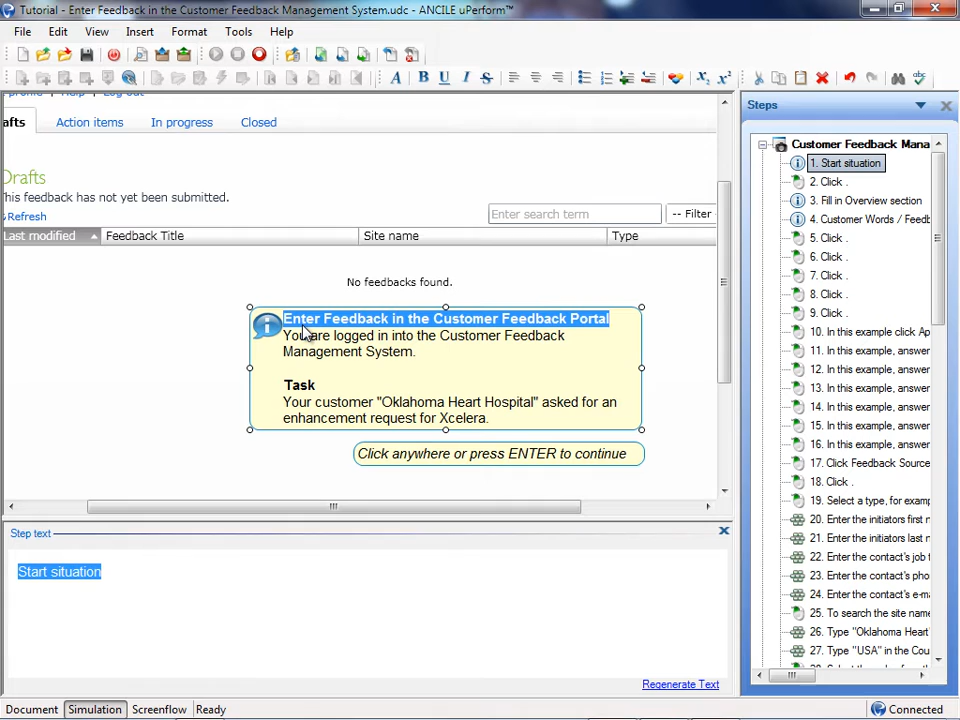 Tutorial - Enter Feedback in the Customer Feedback Management System.udc - ANCILE uPerform™
File Edit View Insert Format Tools Help
profile Help Log out
afts Action items In progress Closed
Drafts
This feedback has not yet been submitted.
Refresh
Enter search term -- Filter
Last modified Feedback Title Site name Type
No feedbacks found.
Enter Feedback in the Customer Feedback Portal
You are logged in into the Customer Feedback
Management System.
Task
Your customer "Oklahoma Heart Hospital" asked for an
enhancement request for Xcelera.
Click anywhere or press ENTER to continue
Step text
Start situation
Regenerate Text
Document Simulation Screenflow Ready
Steps
Customer Feedback Mana
1. Start situation
2. Click .
3. Fill in Overview section
4. Customer Words / Feedb
5. Click .
6. Click .
7. Click .
8. Click .
9. Click .
10. In this example click Ap
11. In this example, answer
12. In this example, answer
13. In this example, answer
14. In this example, answer
15. In this example, answer
16. In this example, answer
17. Click Feedback Source
18. Click .
19. Select a type, for examp
20. Enter the initiators first n
21. Enter the initiators last n
22. Enter the contact's job t
23. Enter the contact's pho
24. Enter the contact's e-ma
25. To search the site name
26. Type "Oklahoma Heart
27. Type "USA" in the Cou
Connected